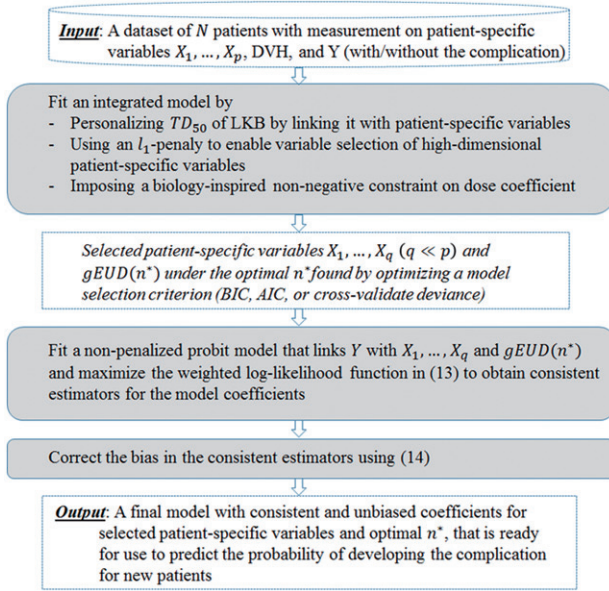 Input: A dataset of N patients with measurement on patient-specific
variables X₁, ..., Xₚ, DVH, and Y (with/without the complication)
Fit an integrated model by
- Personalizing TD₅₀ of LKB by linking it with patient-specific variables
- Using an l₁-penaly to enable variable selection of high-dimensional
patient-specific variables
- Imposing a biology-inspired non-negative constraint on dose coefficient
Selected patient-specific variables X₁, ..., X_q (q ≪ p) and
gEUD(n*) under the optimal n* found by optimizing a model
selection criterion (BIC, AIC, or cross-validate deviance)
Fit a non-penalized probit model that links Y with X₁, ..., X_q and gEUD(n*)
and maximize the weighted log-likelihood function in (13) to obtain consistent
estimators for the model coefficients
Correct the bias in the consistent estimators using (14)
Output: A final model with consistent and unbiased coefficients for
selected patient-specific variables and optimal n*, that is ready
for use to predict the probability of developing the complication
for new patients